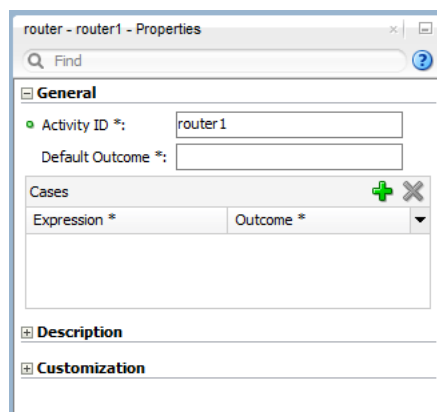 router - router1 - Properties
Find
General
Activity ID *: router1
Default Outcome *:
Cases
Expression * Outcome *
Description
Customization